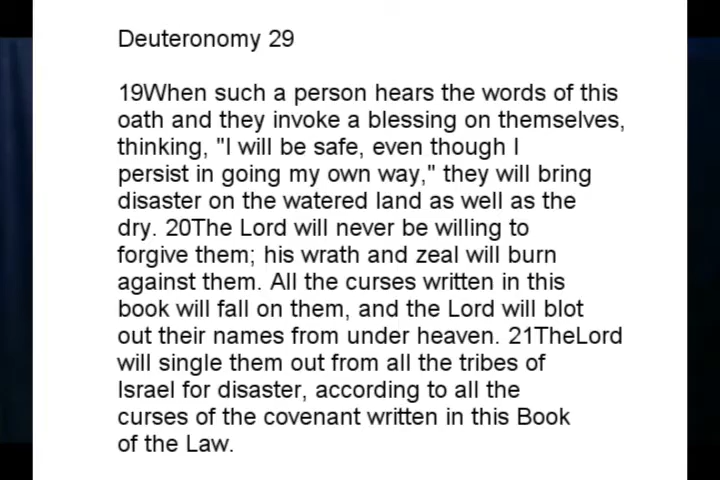 Deuteronomy 29
19When such a person hears the words of this
oath and they invoke a blessing on themselves,
thinking, "I will be safe, even though I
persist in going my own way," they will bring
disaster on the watered land as well as the
dry. 20The Lord will never be willing to
forgive them; his wrath and zeal will burn
against them. All the curses written in this
book will fall on them, and the Lord will blot
out their names from under heaven. 21TheLord
will single them out from all the tribes of
Israel for disaster, according to all the
curses of the covenant written in this Book
of the Law.